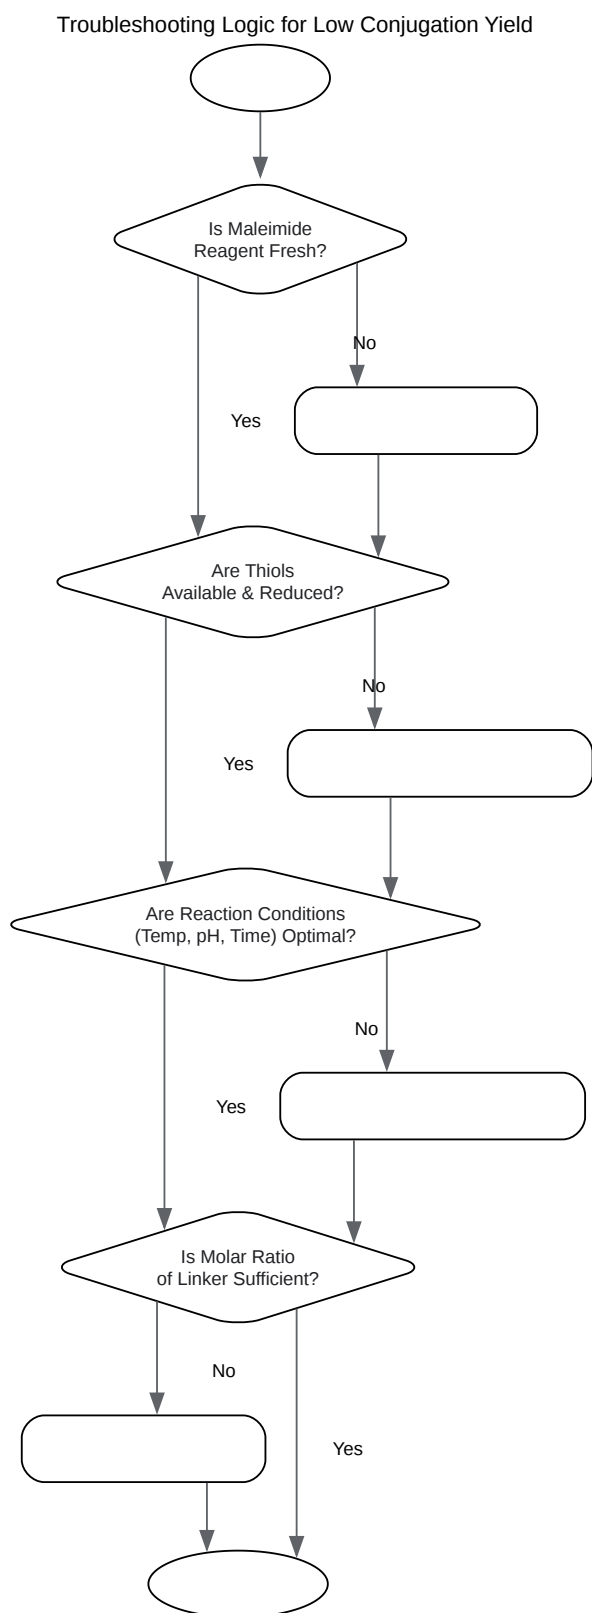 Troubleshooting Logic for Low Conjugation Yield
Is Maleimide
Reagent Fresh?
No
Yes
Are Thiols
Available & Reduced?
No
Yes
Are Reaction Conditions
(Temp, pH, Time) Optimal?
No
Yes
Is Molar Ratio
of Linker Sufficient?
No
Yes